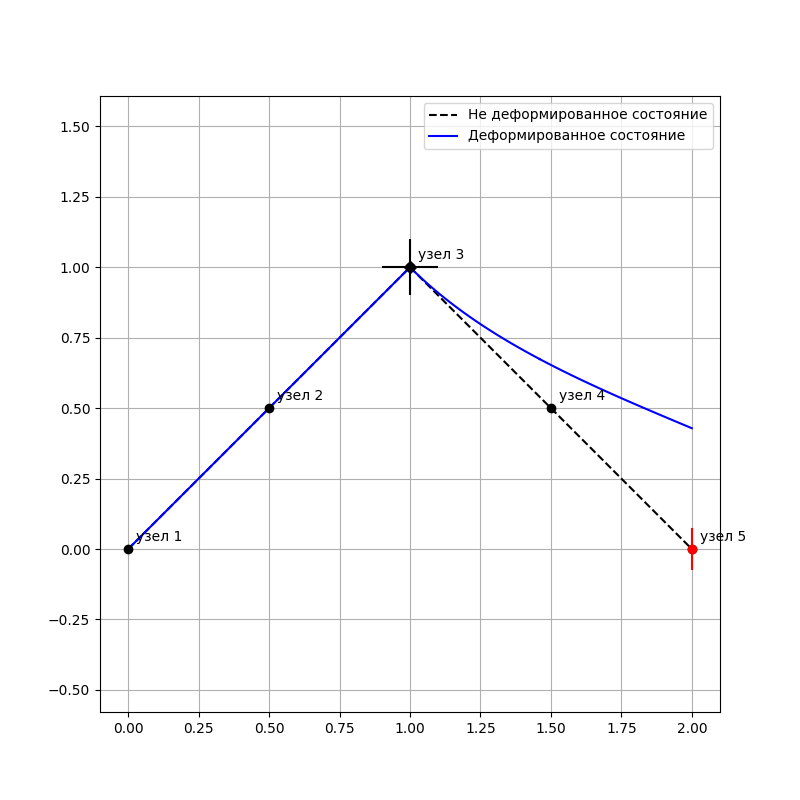 Не деформированное состояние
Деформированное состояние
1.50
1.25
1.00
0.75
0.50
0.25
0.00
−0.25
−0.50
узел 3
узел 2
узел 4
узел 1
узел 5
0.00 0.25 0.50 0.75 1.00 1.25 1.50 1.75 2.00